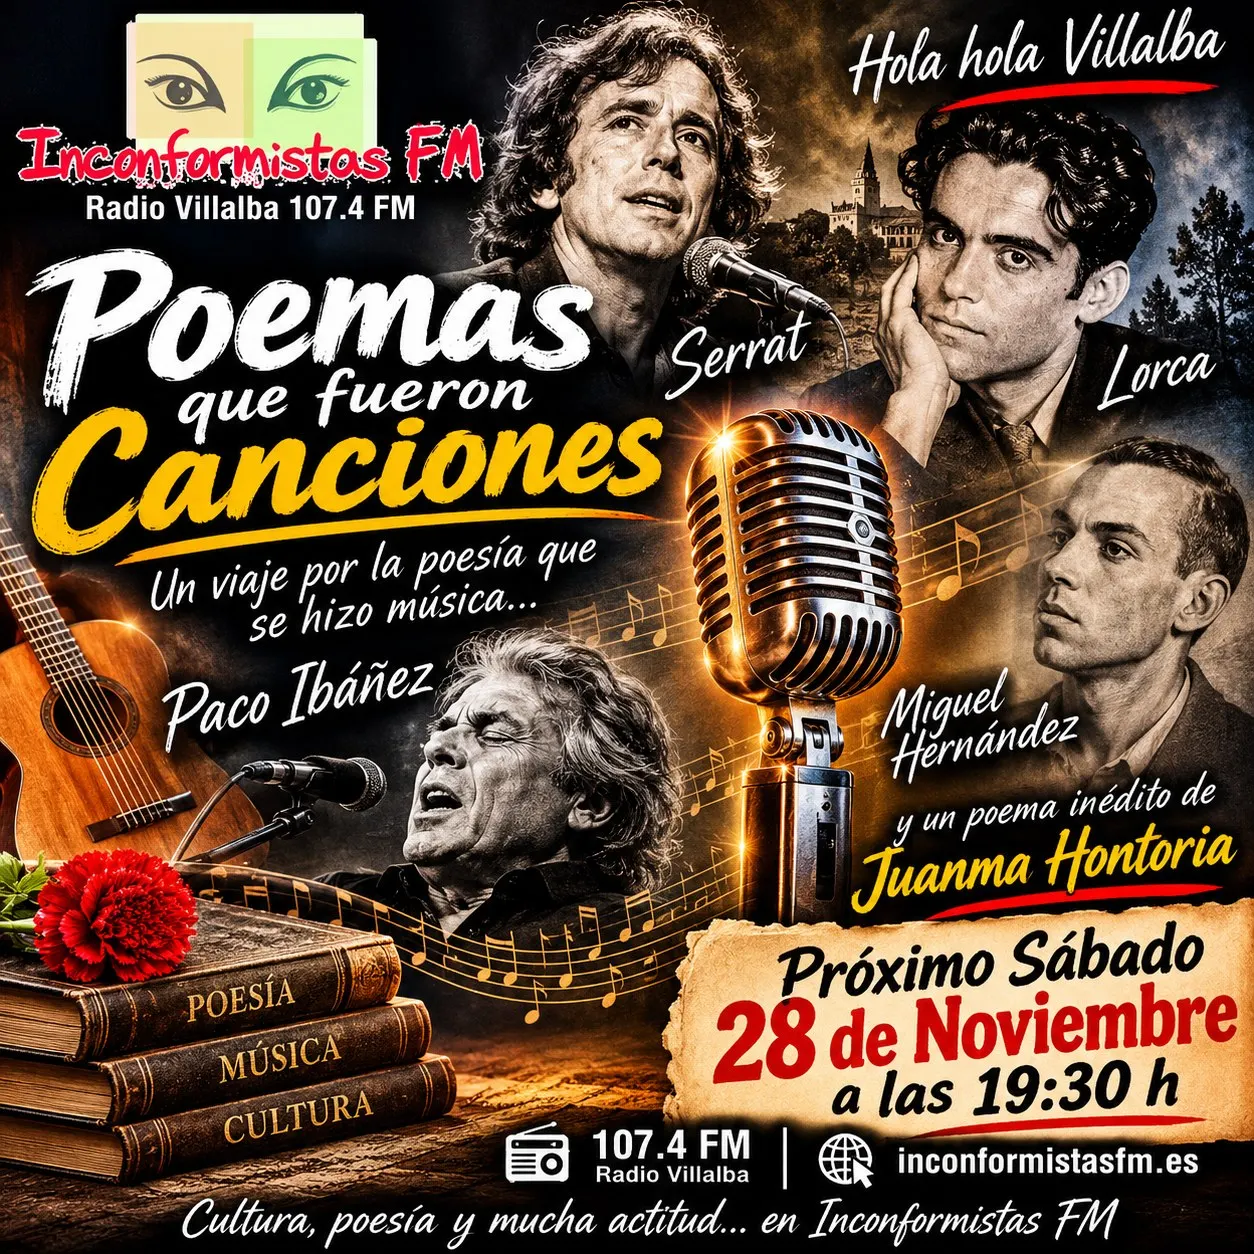 Inconformistas FM
Radio Villalba 107.4 FM
Hola hola Villalba
Poemas
que fueron
Canciones
Un viaje por la poesía que
se hizo música...
Serrat
Lorca
Paco Ibáñez
Miguel
Hernández
y un poema inédito de
Juanma Hontoria
POESÍA
MÚSICA
CULTURA
Próximo Sábado
28 de Noviembre
a las 19:30 h
107.4 FM
Radio Villalba
inconformistasfm.es
Cultura, poesía y mucha actitud... en Inconformistas FM